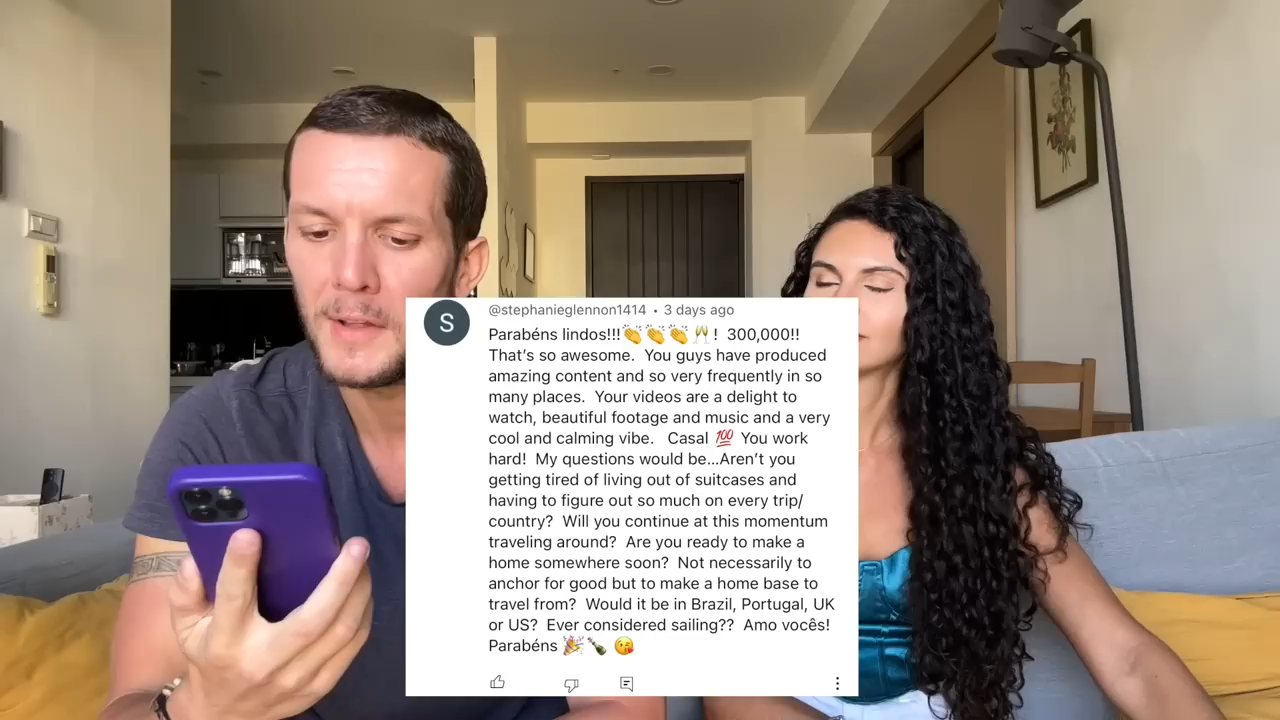 S
@stephanieglennon1414 • 3 days ago
Parabéns lindos!!!👏👏👏🥂! 300,000!!
That's so awesome. You guys have produced
amazing content and so very frequently in so
many places. Your videos are a delight to
watch, beautiful footage and music and a very
cool and calming vibe. Casal 💯 You work
hard! My questions would be...Aren't you
getting tired of living out of suitcases and
having to figure out so much on every trip/
country? Will you continue at this momentum
traveling around? Are you ready to make a
home somewhere soon? Not necessarily to
anchor for good but to make a home base to
travel from? Would it be in Brazil, Portugal, UK
or US? Ever considered sailing?? Amo vocês!
Parabéns 🎉🍾 😘